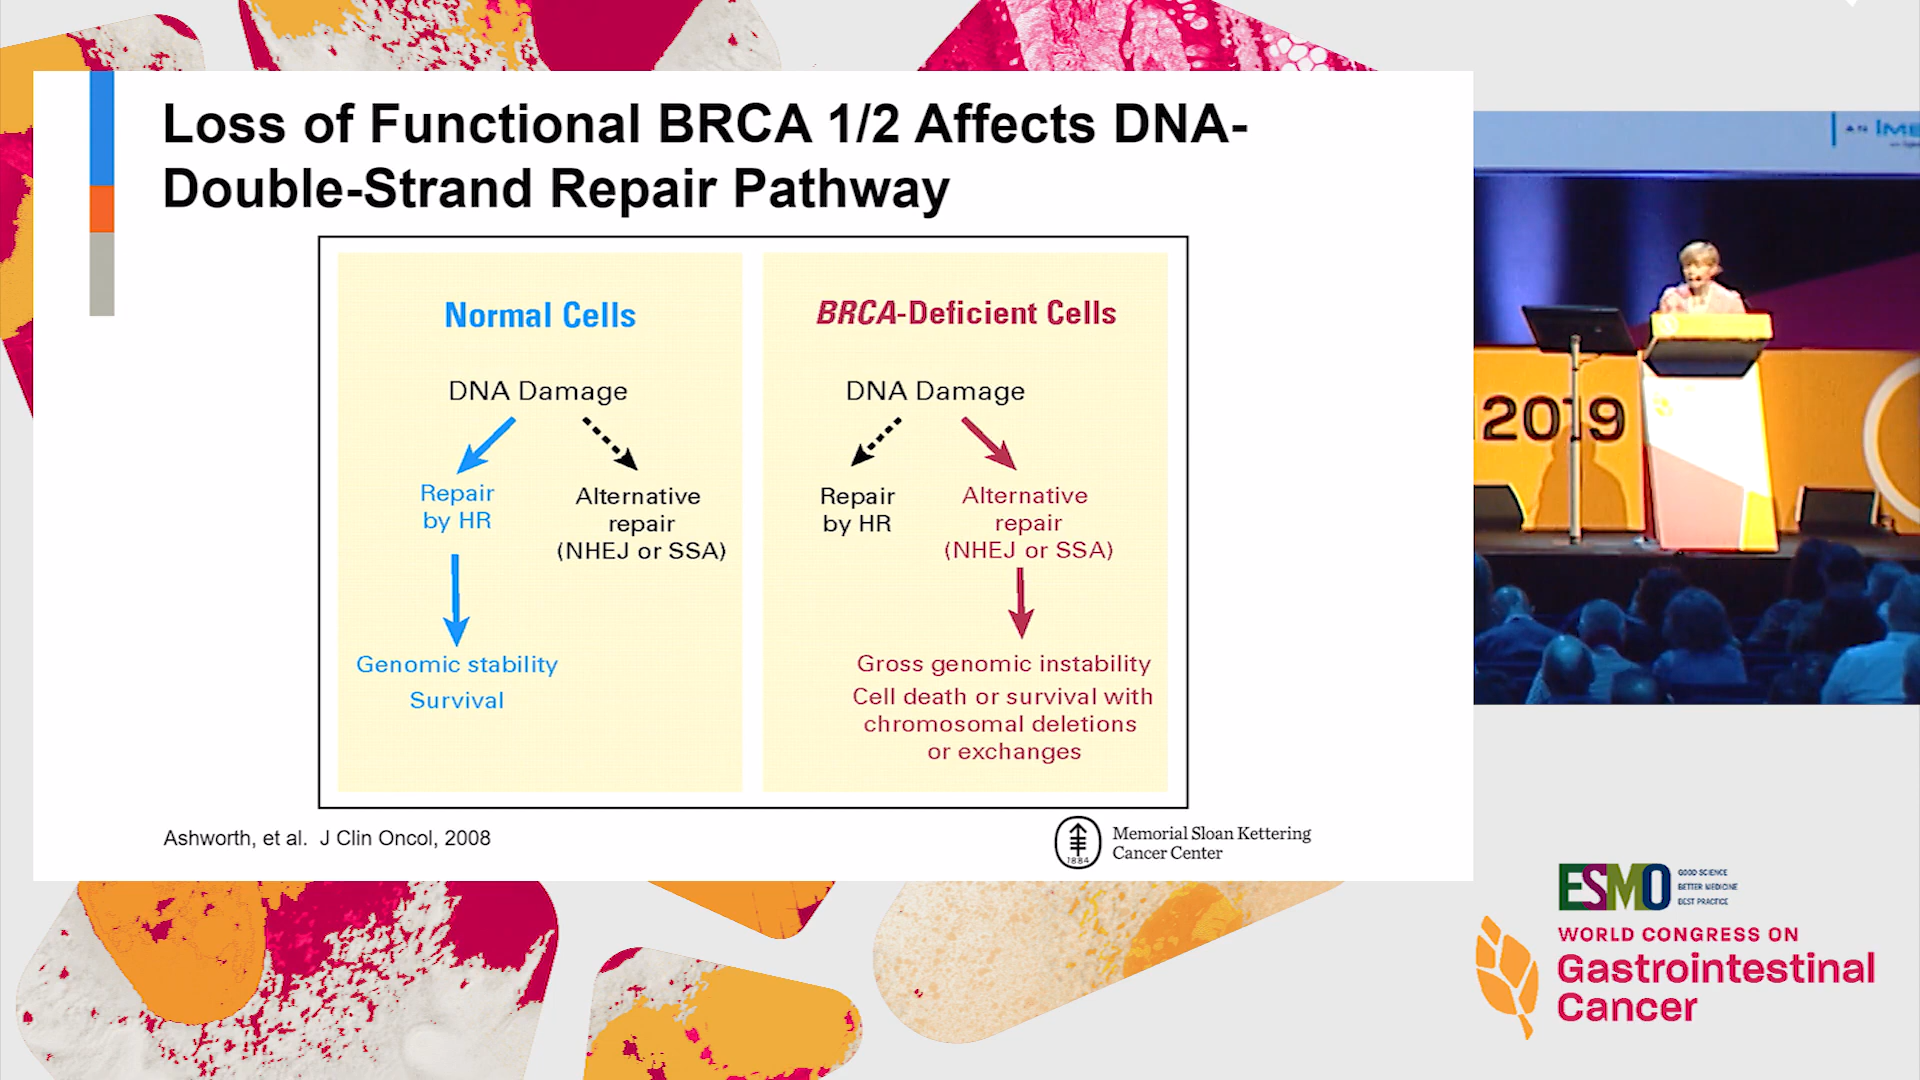 Loss of Functional BRCA 1/2 Affects DNA-
Double-Strand Repair Pathway
Normal Cells
DNA Damage
Repair
by HR
Alternative
repair
(NHEJ or SSA)
Genomic stability
Survival
BRCA-Deficient Cells
DNA Damage
Repair
by HR
Alternative
repair
(NHEJ or SSA)
Gross genomic instability
Cell death or survival with
chromosomal deletions
or exchanges
Ashworth, et al. J Clin Oncol, 2008
1884
Memorial Sloan Kettering
Cancer Center
AN IME
2019
ESMO
GOOD SCIENCE
BETTER MEDICINE
BEST PRACTICE
WORLD CONGRESS ON
Gastrointestinal
Cancer